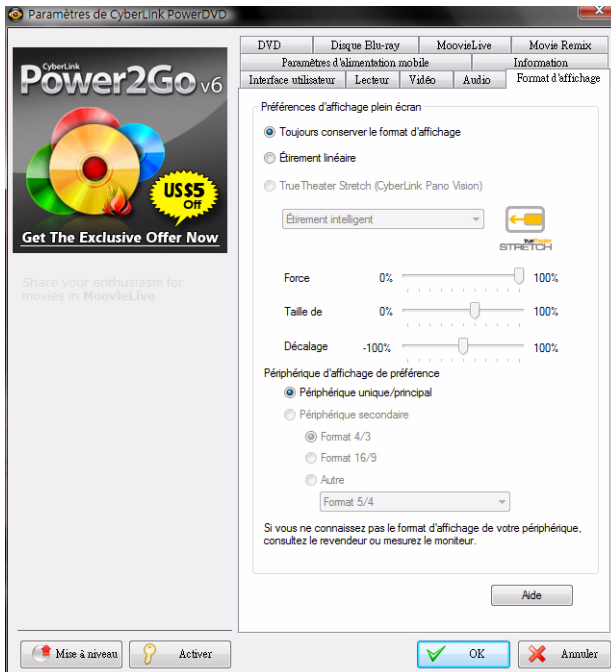 Paramètres de CyberLink PowerDVD
CyberLink
Power2Go v6
US$5
Off
Get The Exclusive Offer Now
Share your enthusiasm for
movies in MoovieLive
DVD
Disque Blu-ray
MoovieLive
Movie Remix
Paramètres d'alimentation mobile
Information
Interface utilisateur
Lecteur
Vidéo
Audio
Format d'affichage
Préférences d'affichage plein écran
Toujours conserver le format d'affichage
Étirement linéaire
TrueTheater Stretch (CyberLink Pano Vision)
Étirement intelligent
trueTheater
STRETCH
Force 0% 100%
Taille de 0% 100%
Décalage -100% 100%
Périphérique d'affichage de préférence
Périphérique unique/principal
Périphérique secondaire
Format 4/3
Format 16/9
Autre
Format 5/4
Si vous ne connaissez pas le format d'affichage de votre périphérique,
consultez le revendeur ou mesurez le moniteur.
Aide
Mise à niveau
Activer
OK
Annuler